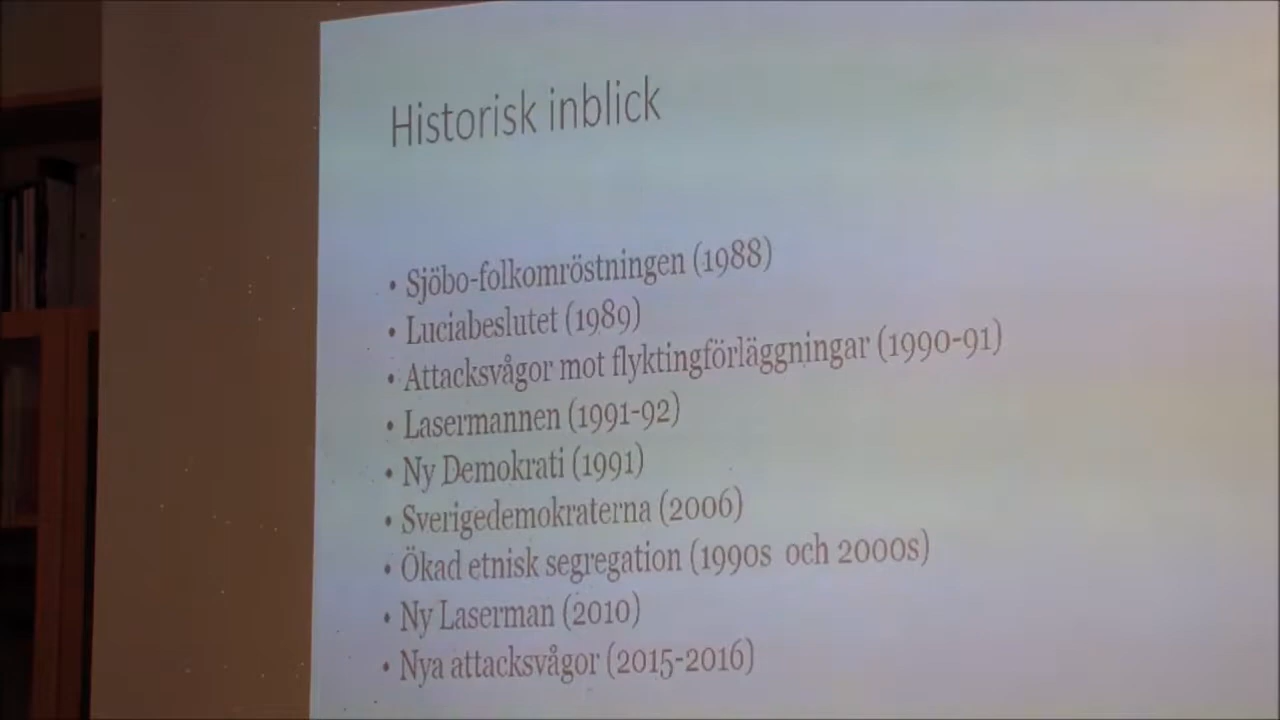 Historisk inblick
• Sjöbo-folkomröstningen (1988)
• Luciabeslutet (1989)
• Attacksvågor mot flyktingförläggningar (1990-91)
• Lasermannen (1991-92)
• Ny Demokrati (1991)
• Sverigedemokraterna (2006)
• Ökad etnisk segregation (1990s och 2000s)
• Ny Laserman (2010)
• Nya attacksvågor (2015-2016)